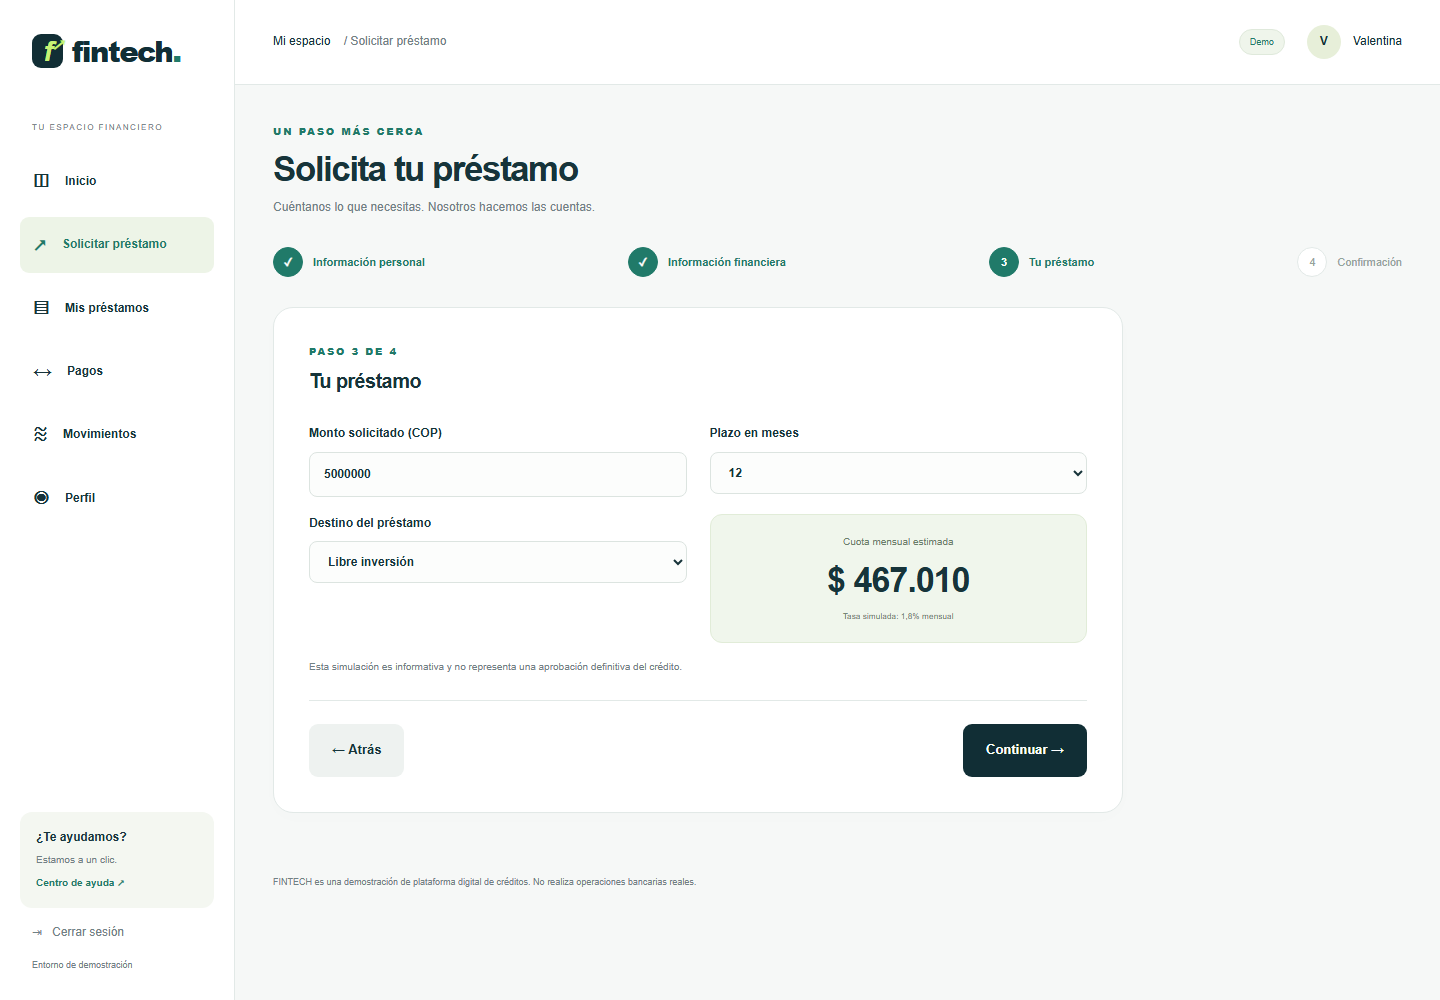 fintech.
TU ESPACIO FINANCIERO
Inicio
Solicitar préstamo
Mis préstamos
Pagos
Movimientos
Perfil
¿Te ayudamos?
Estamos a un clic.
Centro de ayuda ↗
Cerrar sesión
Entorno de demostración
Mi espacio / Solicitar préstamo
Demo
V
Valentina
UN PASO MÁS CERCA
Solicita tu préstamo
Cuéntanos lo que necesitas. Nosotros hacemos las cuentas.
✓ Información personal
✓ Información financiera
3 Tu préstamo
4 Confirmación
PASO 3 DE 4
Tu préstamo
Monto solicitado (COP)
5000000
Plazo en meses
12
Destino del préstamo
Libre inversión
Cuota mensual estimada
$ 467.010
Tasa simulada: 1,8% mensual
Esta simulación es informativa y no representa una aprobación definitiva del crédito.
← Atrás
Continuar →
FINTECH es una demostración de plataforma digital de créditos. No realiza operaciones bancarias reales.